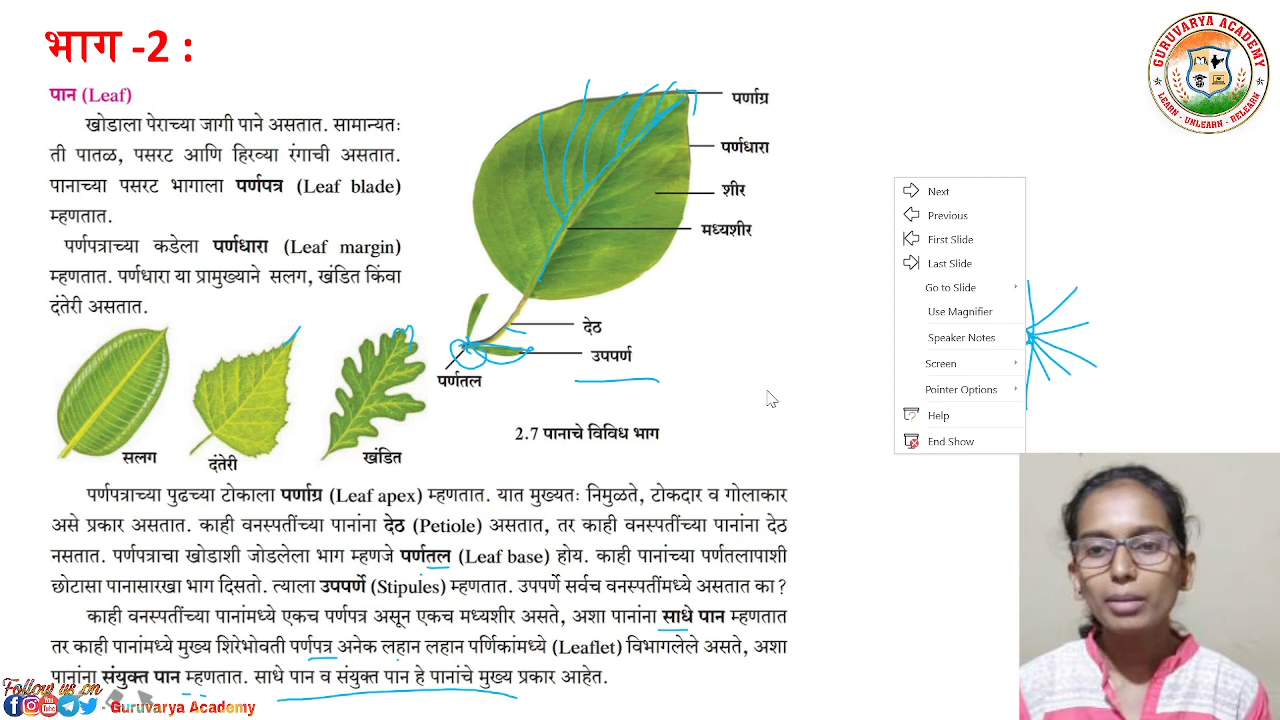 भाग -2 :
पान (Leaf)
खोडाला पेराच्या जागी पाने असतात. सामान्यतः
ती पातळ, पसरट आणि हिरव्या रंगाची असतात.
पानाच्या पसरट भागाला पर्णपत्र (Leaf blade)
म्हणतात.
पर्णपत्राच्या कडेला पर्णधारा (Leaf margin)
म्हणतात. पर्णधारा या प्रामुख्याने सलग, खंडित किंवा
दंतेरी असतात.
सलग
दंतेरी
खंडित
पर्णाग्र
पर्णधारा
शीर
मध्यशीर
देठ
उपपर्ण
पर्णतल
2.7 पानाचे विविध भाग
पर्णपत्राच्या पुढच्या टोकाला पर्णाग्र (Leaf apex) म्हणतात. यात मुख्यतः निमुळते, टोकदार व गोलाकार
असे प्रकार असतात. काही वनस्पतींच्या पानांना देठ (Petiole) असतात, तर काही वनस्पतींच्या पानांना देठ
नसतात. पर्णपत्राचा खोडाशी जोडलेला भाग म्हणजे पर्णतल (Leaf base) होय. काही पानांच्या पर्णतलापाशी
छोटासा पानासारखा भाग दिसतो. त्याला उपपर्णे (Stipules) म्हणतात. उपपर्णे सर्वच वनस्पतींमध्ये असतात का ?
काही वनस्पतींच्या पानांमध्ये एकच पर्णपत्र असून एकच मध्यशीर असते, अशा पानांना साधे पान म्हणतात
तर काही पानांमध्ये मुख्य शिरेभोवती पर्णपत्र अनेक लहान लहान पर्णिकांमध्ये (Leaflet) विभागलेले असते, अशा
पानांना संयुक्त पान म्हणतात. साधे पान व संयुक्त पान हे पानांचे मुख्य प्रकार आहेत.
Follow us on
- Guruvarya Academy
GURUVARYA ACADEMY
LEARN - UNLEARN - RELEARN
Next
Previous
First Slide
Last Slide
Go to Slide
Use Magnifier
Speaker Notes
Screen
Pointer Options
Help
End Show